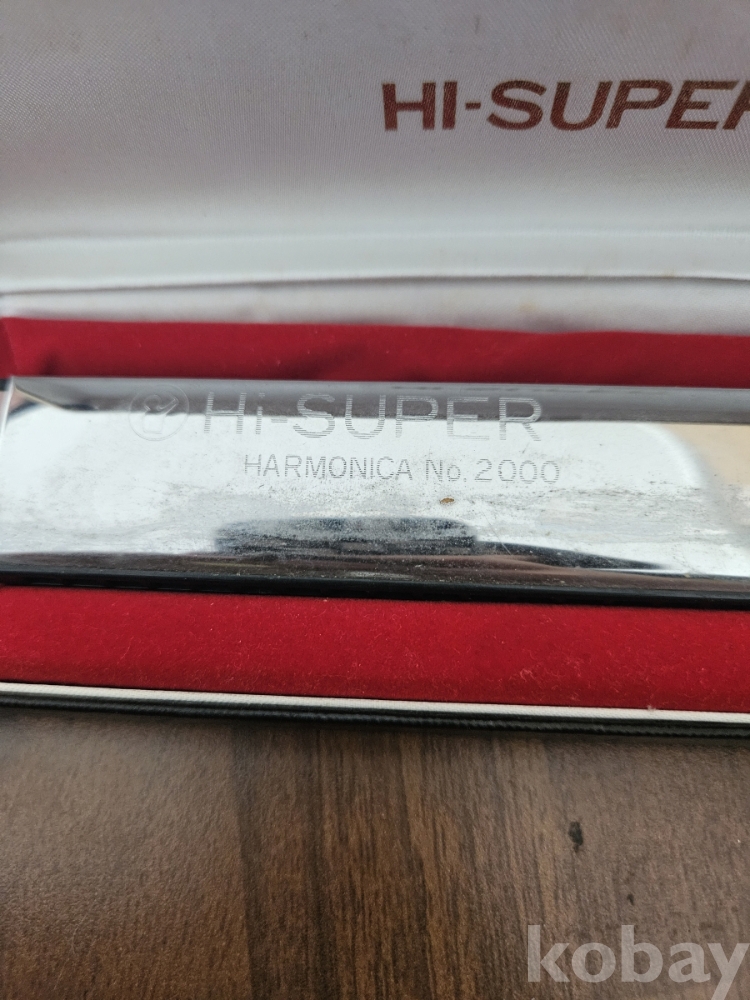 HI-SUPER
Hi-SUPER
HARMONICA No. 2000
kobay